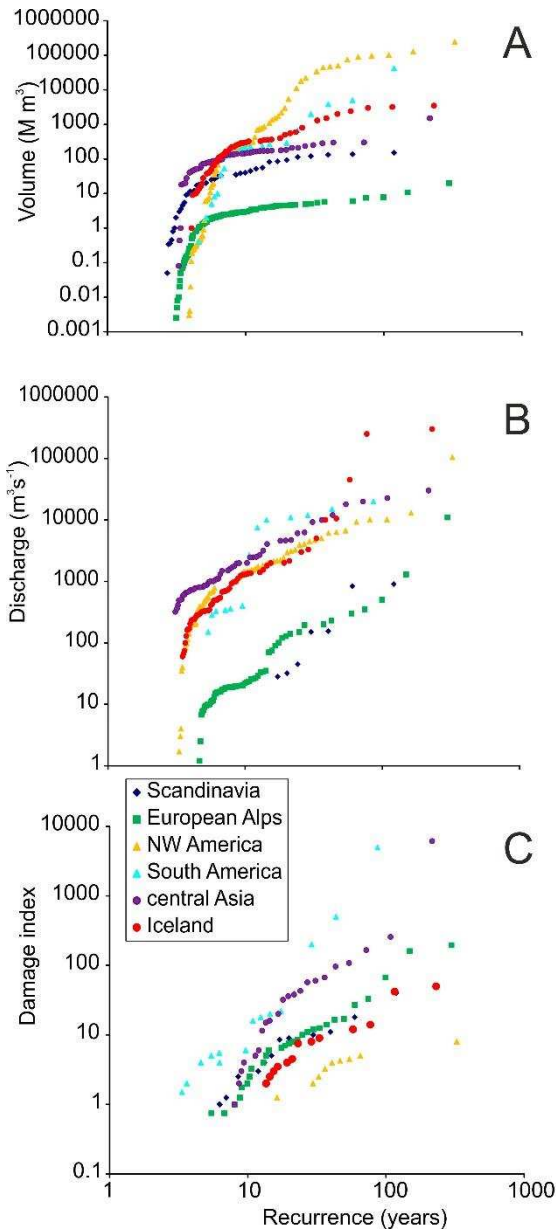 A
1000000
100000
10000
1000
100
10
1
0.1
0.01
0.001
Volume (M m³)
B
1000000
100000
10000
1000
100
10
1
Discharge (m³s⁻¹)
Scandinavia
European Alps
NW America
South America
central Asia
Iceland
C
10000
1000
100
10
1
0.1
Damage index
1
10
100
1000
Recurrence (years)